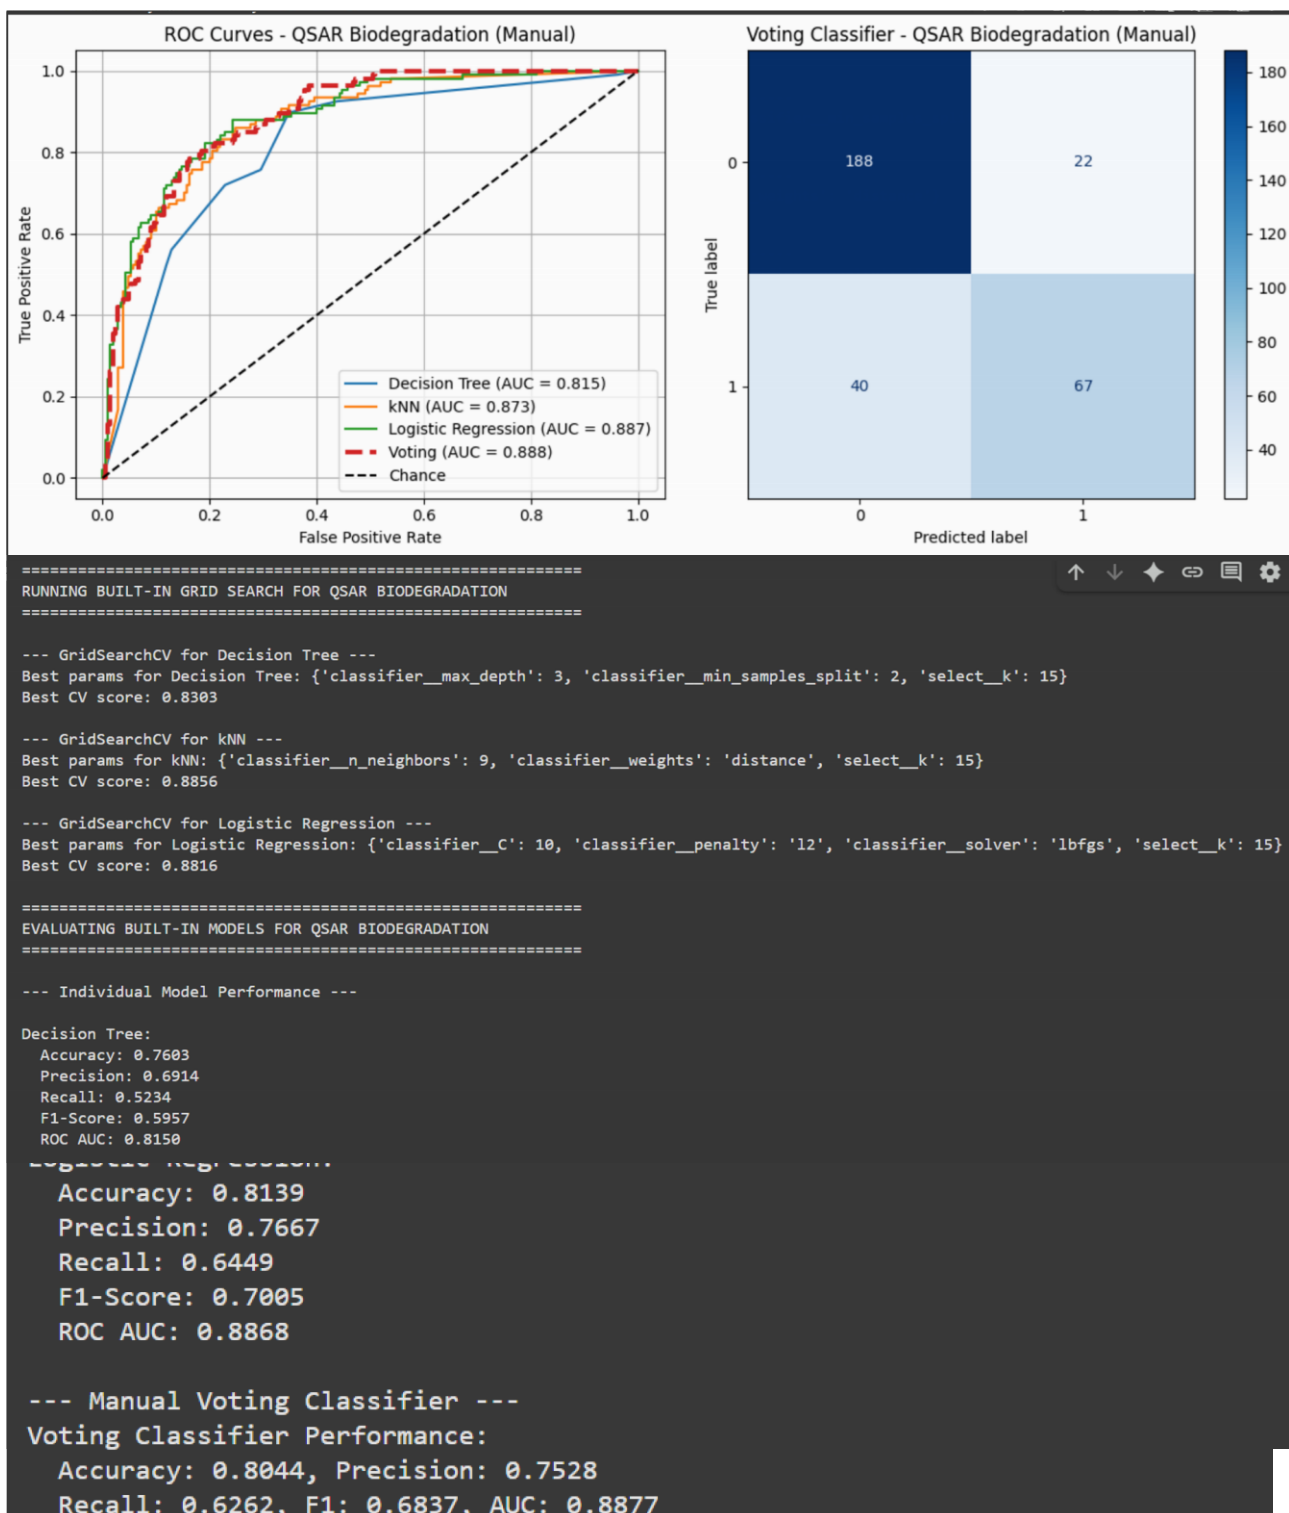 ROC Curves - QSAR Biodegradation (Manual)
True Positive Rate
1.0
0.8
0.6
0.4
0.2
0.0
Decision Tree (AUC = 0.815)
kNN (AUC = 0.873)
Logistic Regression (AUC = 0.887)
Voting (AUC = 0.888)
Chance
0.0 0.2 0.4 0.6 0.8 1.0
False Positive Rate
Voting Classifier - QSAR Biodegradation (Manual)
True label
0 188 22
1 40 67
0 1
Predicted label
180
160
140
120
100
80
60
40
============================================================
RUNNING BUILT-IN GRID SEARCH FOR QSAR BIODEGRADATION
============================================================
--- GridSearchCV for Decision Tree ---
Best params for Decision Tree: {'classifier__max_depth': 3, 'classifier__min_samples_split': 2, 'select__k': 15}
Best CV score: 0.8303
--- GridSearchCV for kNN ---
Best params for kNN: {'classifier__n_neighbors': 9, 'classifier__weights': 'distance', 'select__k': 15}
Best CV score: 0.8856
--- GridSearchCV for Logistic Regression ---
Best params for Logistic Regression: {'classifier__C': 10, 'classifier__penalty': 'l2', 'classifier__solver': 'lbfgs', 'select__k': 15}
Best CV score: 0.8816
============================================================
EVALUATING BUILT-IN MODELS FOR QSAR BIODEGRADATION
============================================================
--- Individual Model Performance ---
Decision Tree:
Accuracy: 0.7603
Precision: 0.6914
Recall: 0.5234
F1-Score: 0.5957
ROC AUC: 0.8150
Logistic Regression:
Accuracy: 0.8139
Precision: 0.7667
Recall: 0.6449
F1-Score: 0.7005
ROC AUC: 0.8868
--- Manual Voting Classifier ---
Voting Classifier Performance:
Accuracy: 0.8044, Precision: 0.7528
Recall: 0.6262, F1: 0.6837, AUC: 0.8877